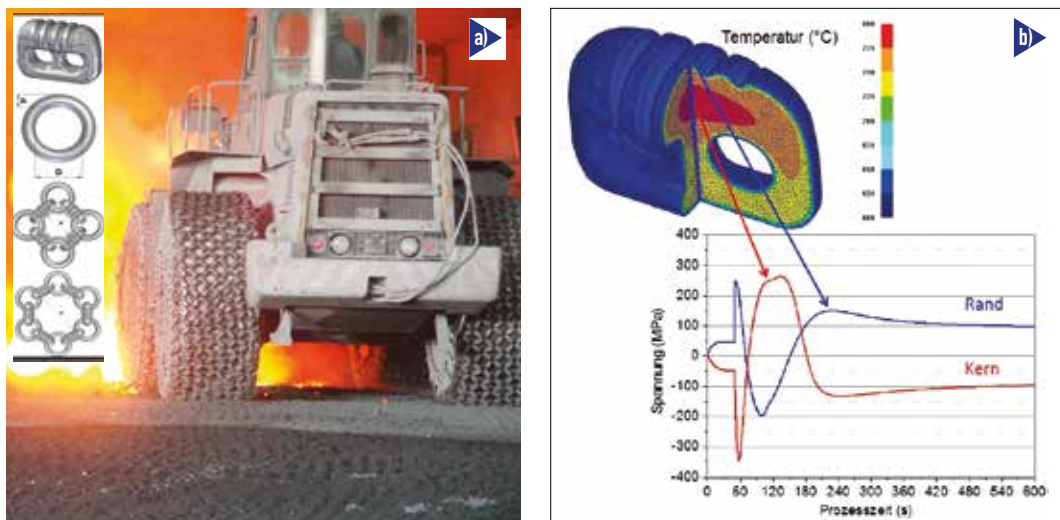 a)
b)
Temperatur (°C)
400
300
200
100
0
-100
-200
-300
-400
Spannung (MPa)
Rand
Kern
0 60 120 180 240 300 360 420 480 540 600
Prozesszeit (s)